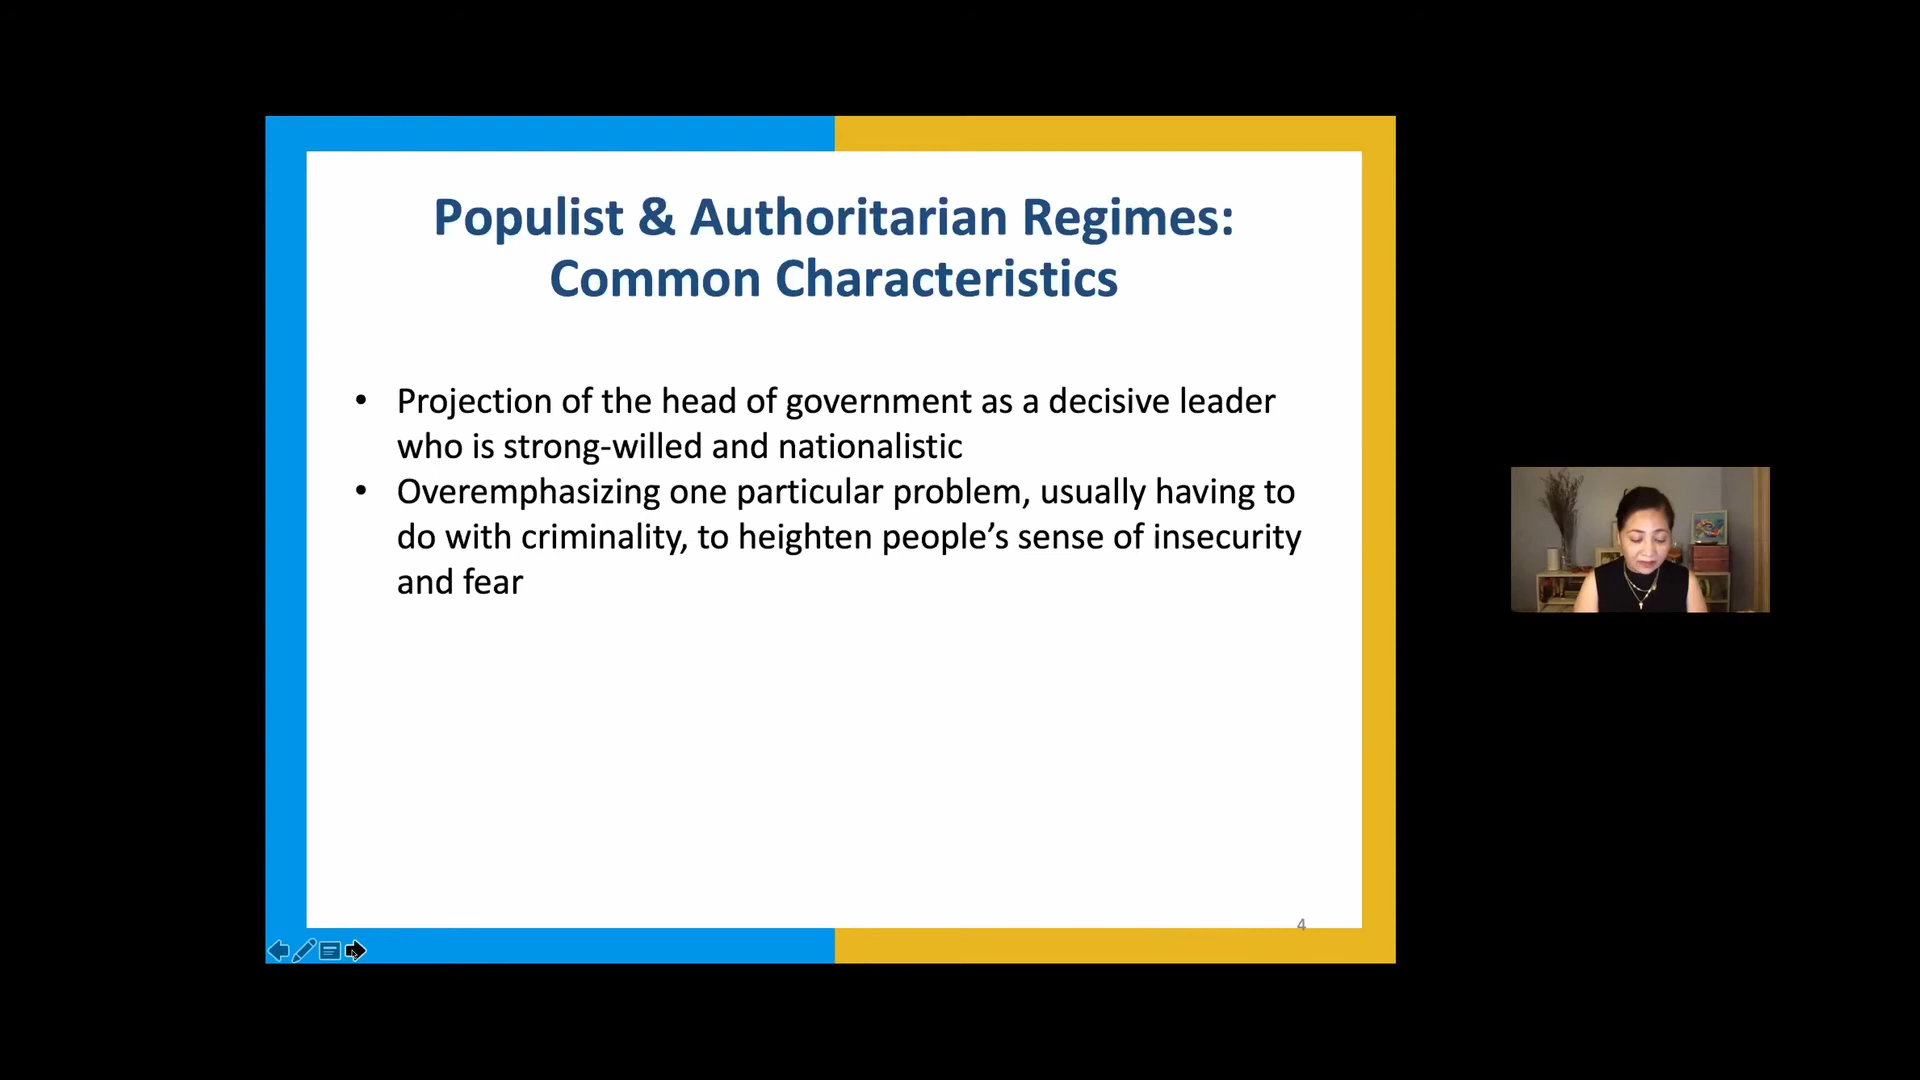 Populist & Authoritarian Regimes:
Common Characteristics
• Projection of the head of government as a decisive leader
who is strong-willed and nationalistic
• Overemphasizing one particular problem, usually having to
do with criminality, to heighten people’s sense of insecurity
and fear
4